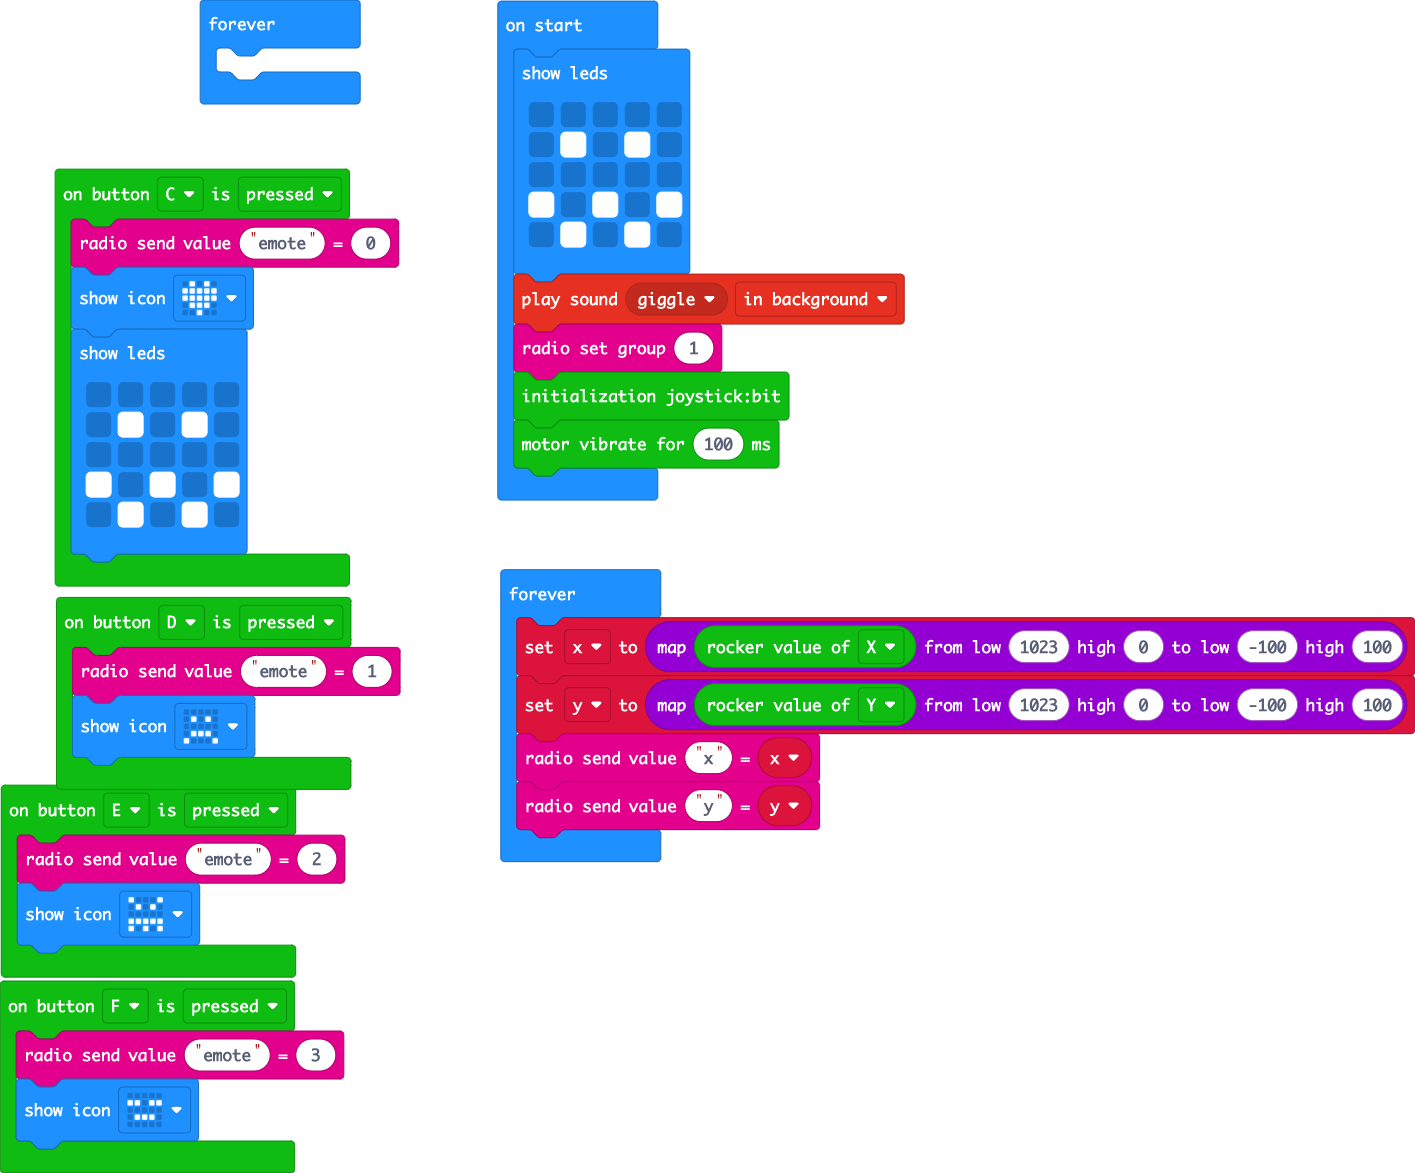 forever
on button C is pressed
radio send value "emote" = 0
show icon
show leds
on button D is pressed
radio send value "emote" = 1
show icon
on button E is pressed
radio send value "emote" = 2
show icon
on button F is pressed
radio send value "emote" = 3
show icon
on start
show leds
play sound giggle in background
radio set group 1
initialization joystick:bit
motor vibrate for 100 ms
forever
set x to map rocker value of X from low 1023 high 0 to low -100 high 100
set y to map rocker value of Y from low 1023 high 0 to low -100 high 100
radio send value "x" = x
radio send value "y" = y